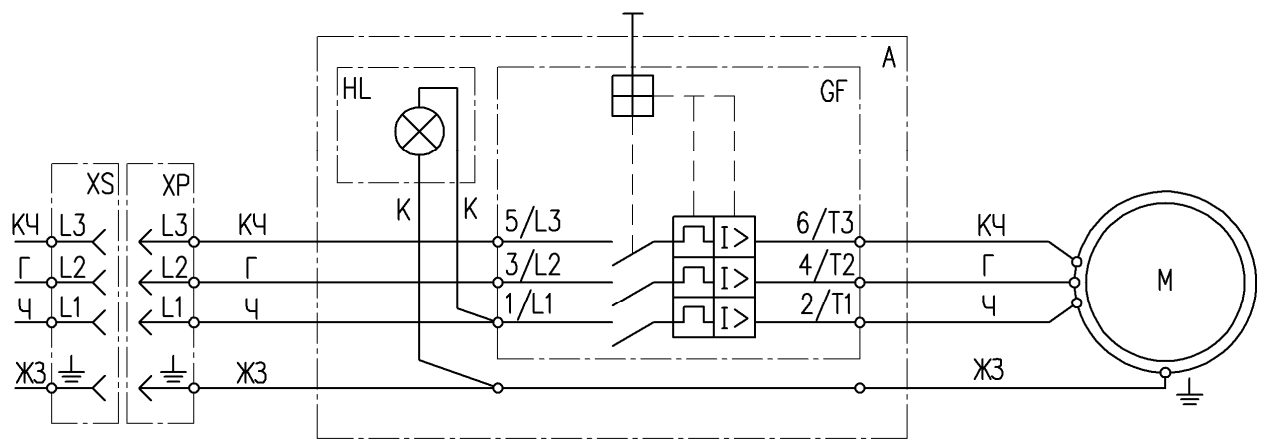 A
HL
GF
XS
XP
К
К
КЧ
L3
L3
КЧ
5/L3
I>
6/T3
КЧ
Г
L2
L2
Г
3/L2
I>
4/T2
Г
М
Ч
L1
L1
Ч
1/L1
I>
2/T1
Ч
ЖЗ
ЖЗ
ЖЗ